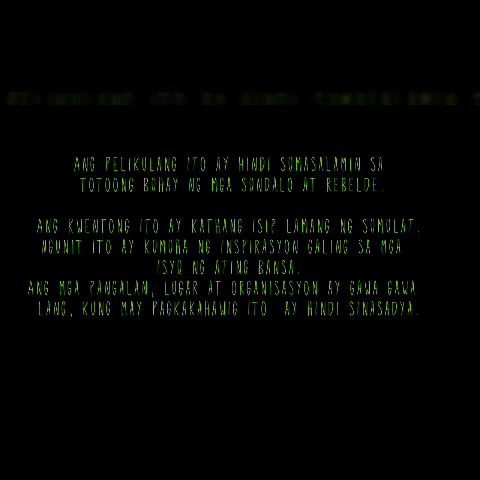 ANG PELIKULANG ITO AY HINDI SUMASALAMIN SA
TOTOONG BUHAY NG MGA SUNDALO AT REBELDE.
ANG KWENTONG ITO AY KATHANG ISIP LAMANG NG SUMULAT.
NGUNIT ITO AY KUMUHA NG INSPIRASYON GALING SA MGA
ISYU NG ATING BANSA.
ANG MGA PANGALAN, LUGAR AT ORGANISASYON AY GAWA GAWA
LANG, KUNG MAY PAGKAKAHAWIG ITO AY HINDI SINASADYA.